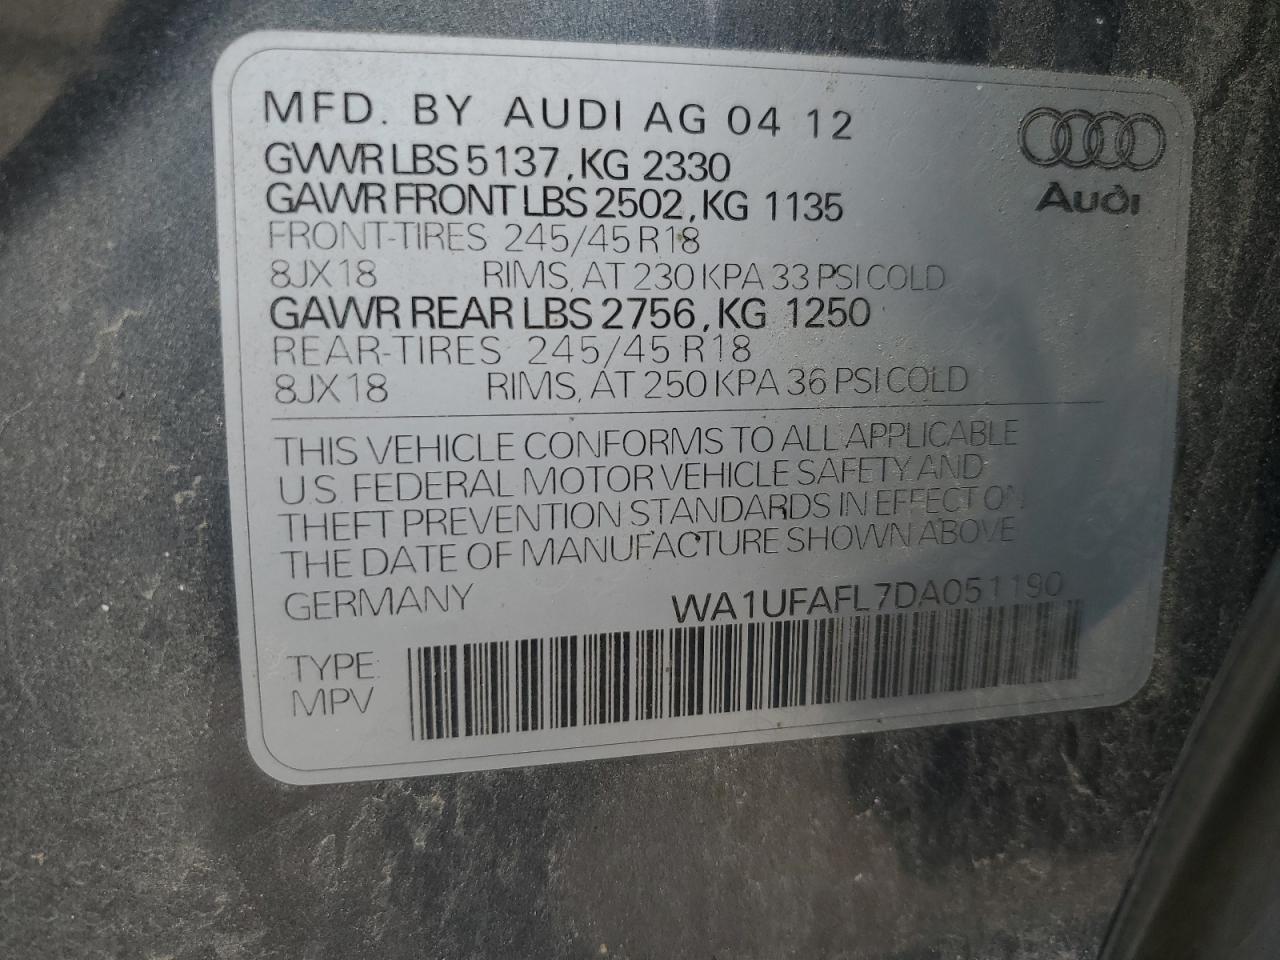 MFD. BY AUDI AG 04 12
GVWR LBS 5137, KG 2330
GAWR FRONT LBS 2502, KG 1135
FRONT-TIRES 245/45 R18
8JX18 RIMS, AT 230 KPA 33 PSI COLD
GAWR REAR LBS 2756, KG 1250
REAR-TIRES 245/45 R18
8JX18 RIMS, AT 250 KPA 36 PSI COLD
Audi
THIS VEHICLE CONFORMS TO ALL APPLICABLE
U.S. FEDERAL MOTOR VEHICLE SAFETY AND
THEFT PREVENTION STANDARDS IN EFFECT ON
THE DATE OF MANUFACTURE SHOWN ABOVE
GERMANY WA1UFAFL7DA051190
TYPE:
MPV